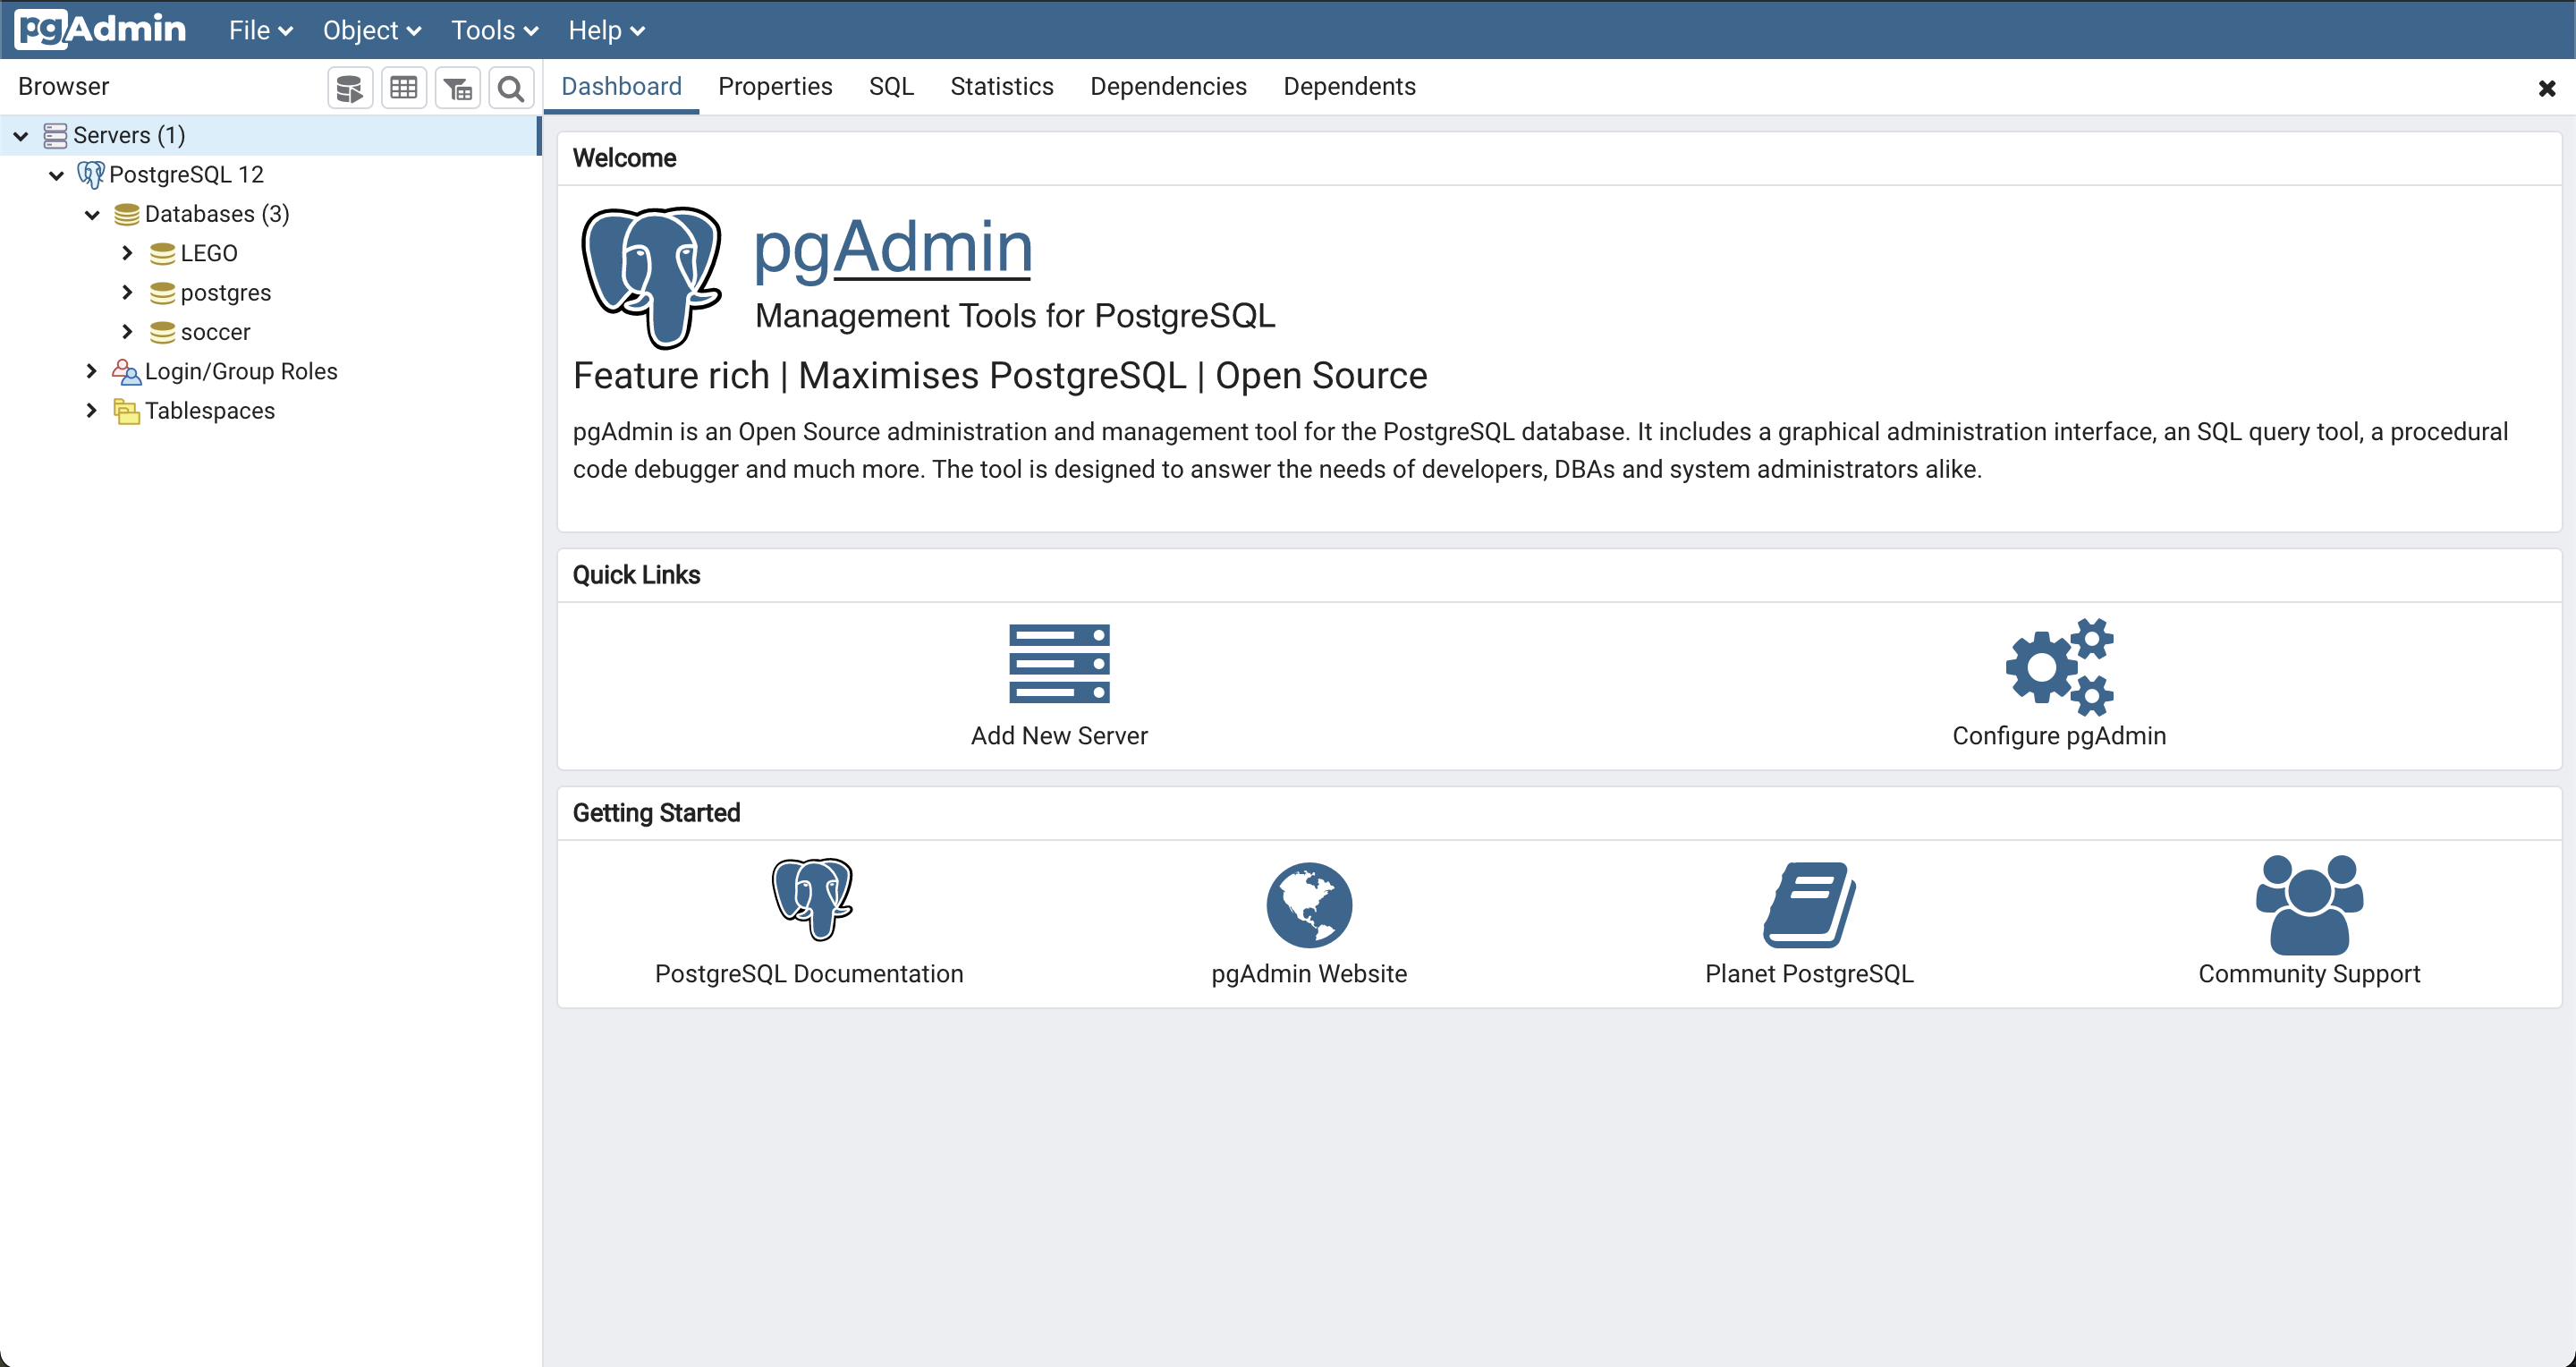 pgAdmin File Object Tools Help
Browser
Dashboard Properties SQL Statistics Dependencies Dependents
Servers (1)
PostgreSQL 12
Databases (3)
LEGO
postgres
soccer
Login/Group Roles
Tablespaces
Welcome
pgAdmin
Management Tools for PostgreSQL
Feature rich | Maximises PostgreSQL | Open Source
pgAdmin is an Open Source administration and management tool for the PostgreSQL database. It includes a graphical administration interface, an SQL query tool, a procedural
code debugger and much more. The tool is designed to answer the needs of developers, DBAs and system administrators alike.
Quick Links
Add New Server
Configure pgAdmin
Getting Started
PostgreSQL Documentation
pgAdmin Website
Planet PostgreSQL
Community Support